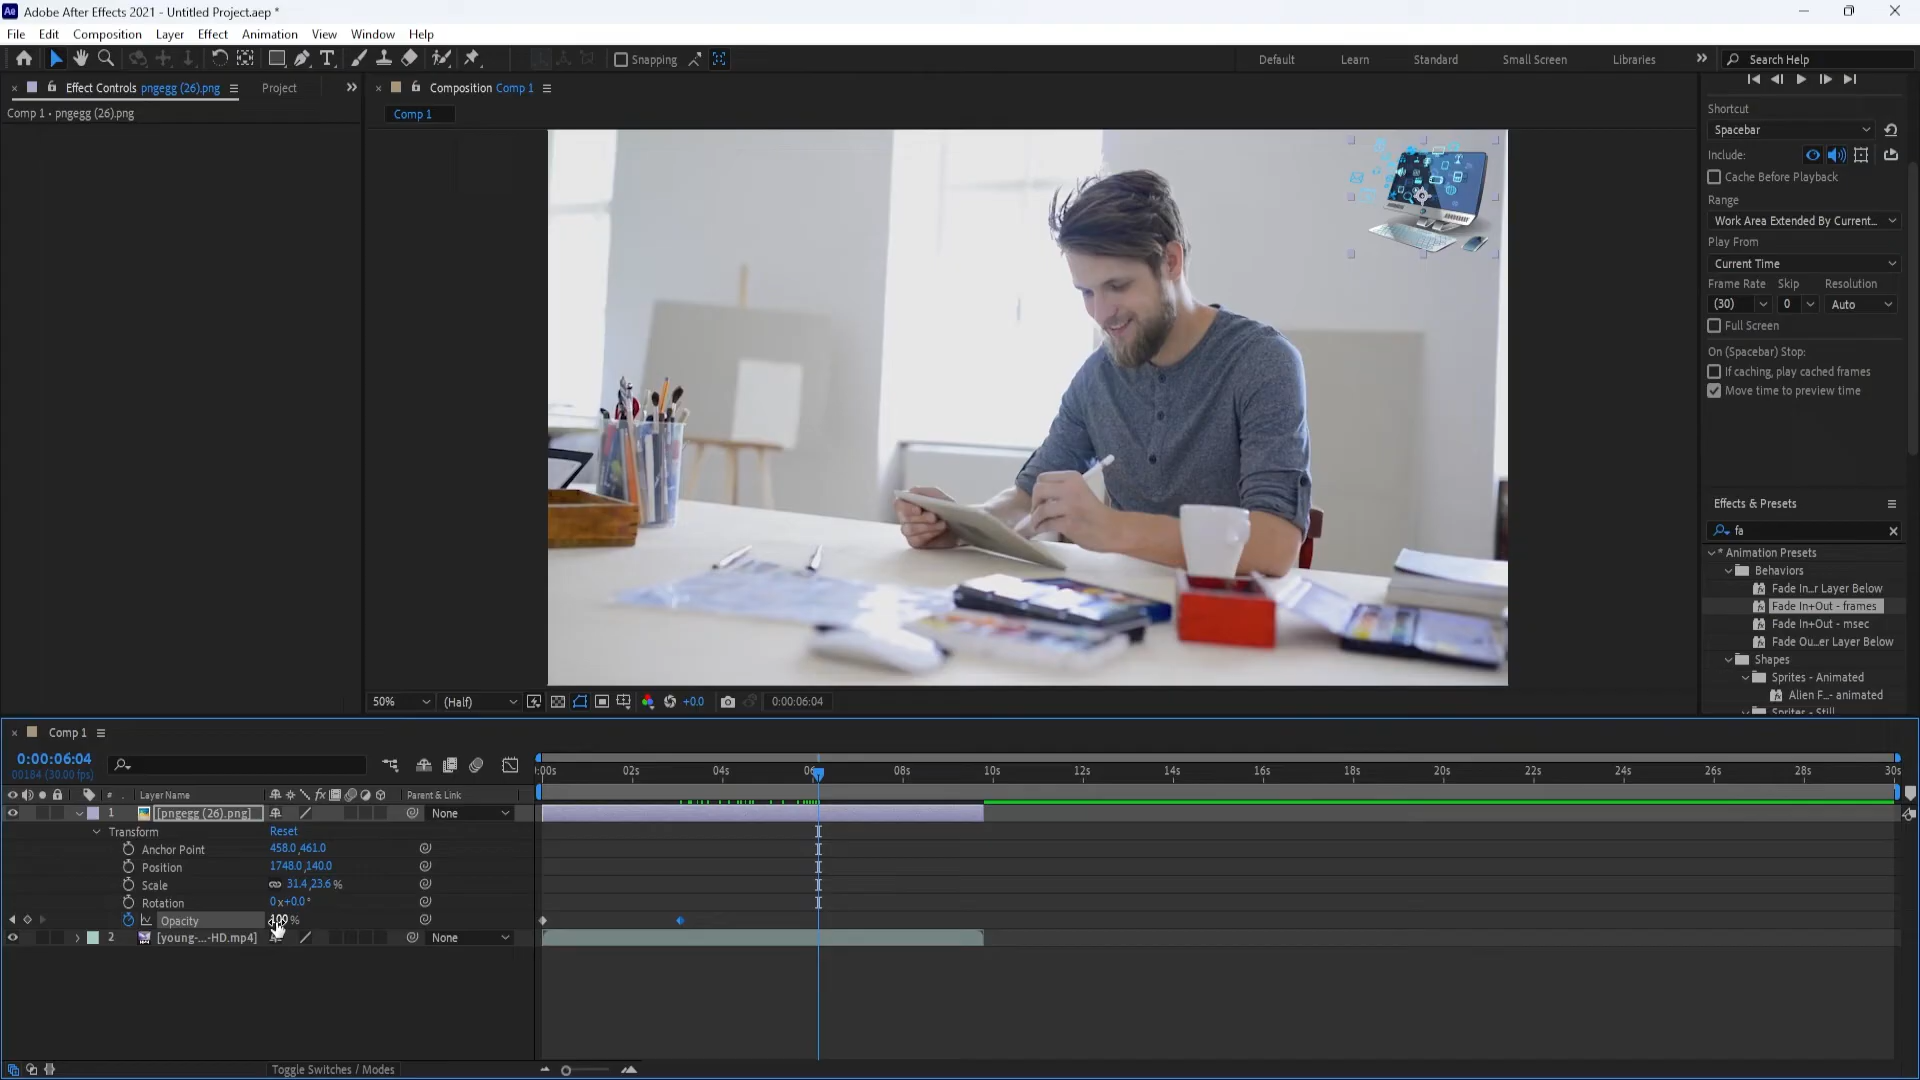 Adobe After Effects 2021 - Untitled Project.aep *
File Edit Composition Layer Effect Animation View Window Help
Snapping
Default Learn Standard Small Screen Libraries
Search Help
Effect Controls pngegg (26).png
Project
Comp 1 • pngegg (26).png
Composition Comp 1
Comp 1
Shortcut
Spacebar
Include:
Cache Before Playback
Range
Work Area Extended By Current...
Play From
Current Time
Frame Rate Skip Resolution
(30) 0 Auto
Full Screen
On (Spacebar) Stop:
If caching, play cached frames
Move time to preview time
Effects & Presets
fa
* Animation Presets
Behaviors
Fade In...r Layer Below
Fade In+Out - frames
Fade In+Out - msec
Fade Ou...er Layer Below
Shapes
Sprites - Animated
Alien F...- animated
Sprites - Still
50% (Half) +0.0 0:00:06:04
Comp 1
0:00:06:04
00184 (30.00 fps)
:00s 02s 04s 06s 08s 10s 12s 14s 16s 18s 20s 22s 24s 26s 28s 30s
# . Layer Name fx Parent & Link
1 [pngegg (26).png] None
Transform Reset
Anchor Point 458.0,461.0
Position 1748.0,140.0
Scale 31.4,23.6 %
Rotation 0x+0.0°
Opacity 100 %
2 [young-...-HD.mp4] None
Toggle Switches / Modes